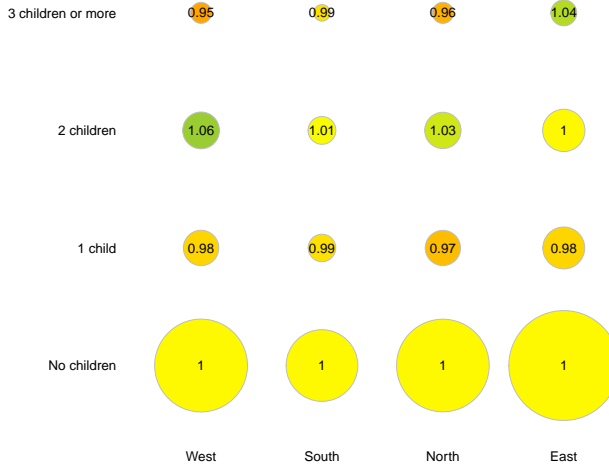 3 children or more 0.95 0.99 0.96 1.04
2 children 1.06 1.01 1.03 1
1 child 0.98 0.99 0.97 0.98
No children 1 1 1 1
West South North East